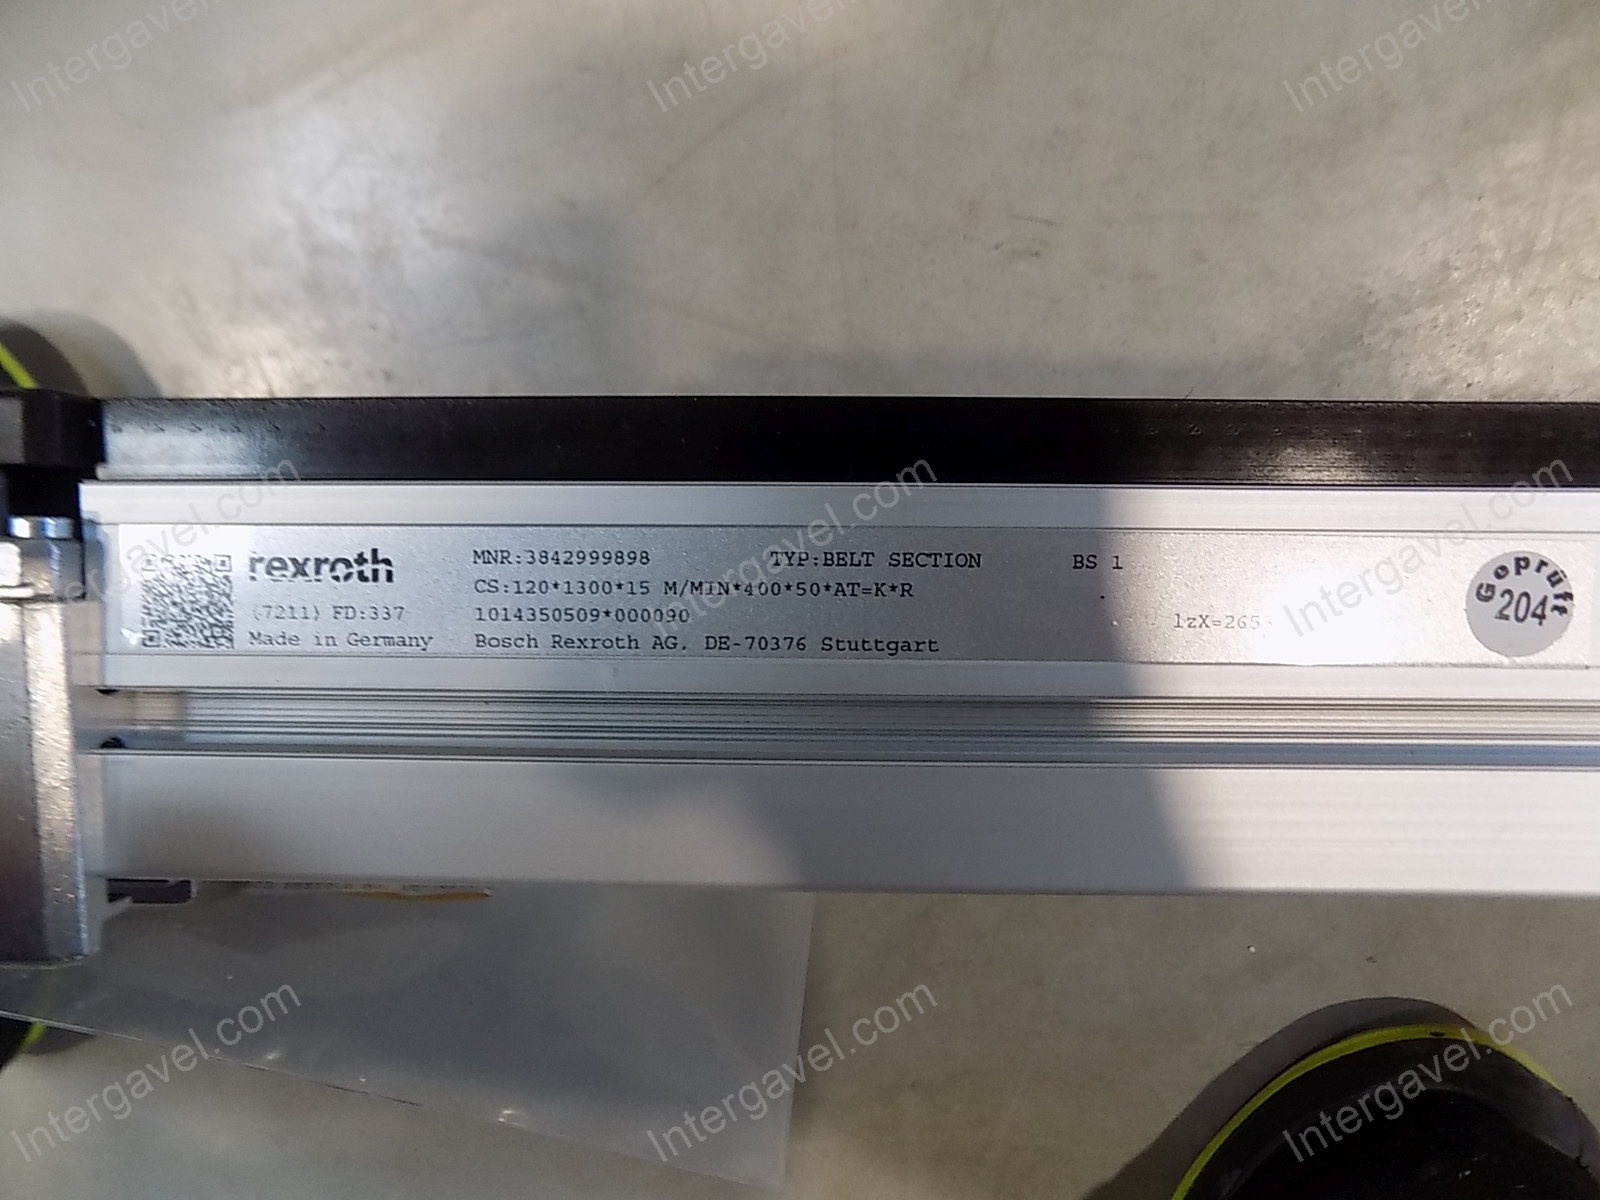 rexroth
MNR:3842999898 TYP:BELT SECTION BS 1
CS:120*1300*15 M/MIN*400*50*AT=K*R
(7211) FD:337 1014350509*000090 lzX=265
Made in Germany Bosch Rexroth AG, DE-70376 Stuttgart
Geprüft
204
Intergavel.com
Intergavel.com
Intergavel.com
Intergavel.com
Intergavel.com
Intergavel.com
Intergavel.com
Intergavel.com
Intergavel.com